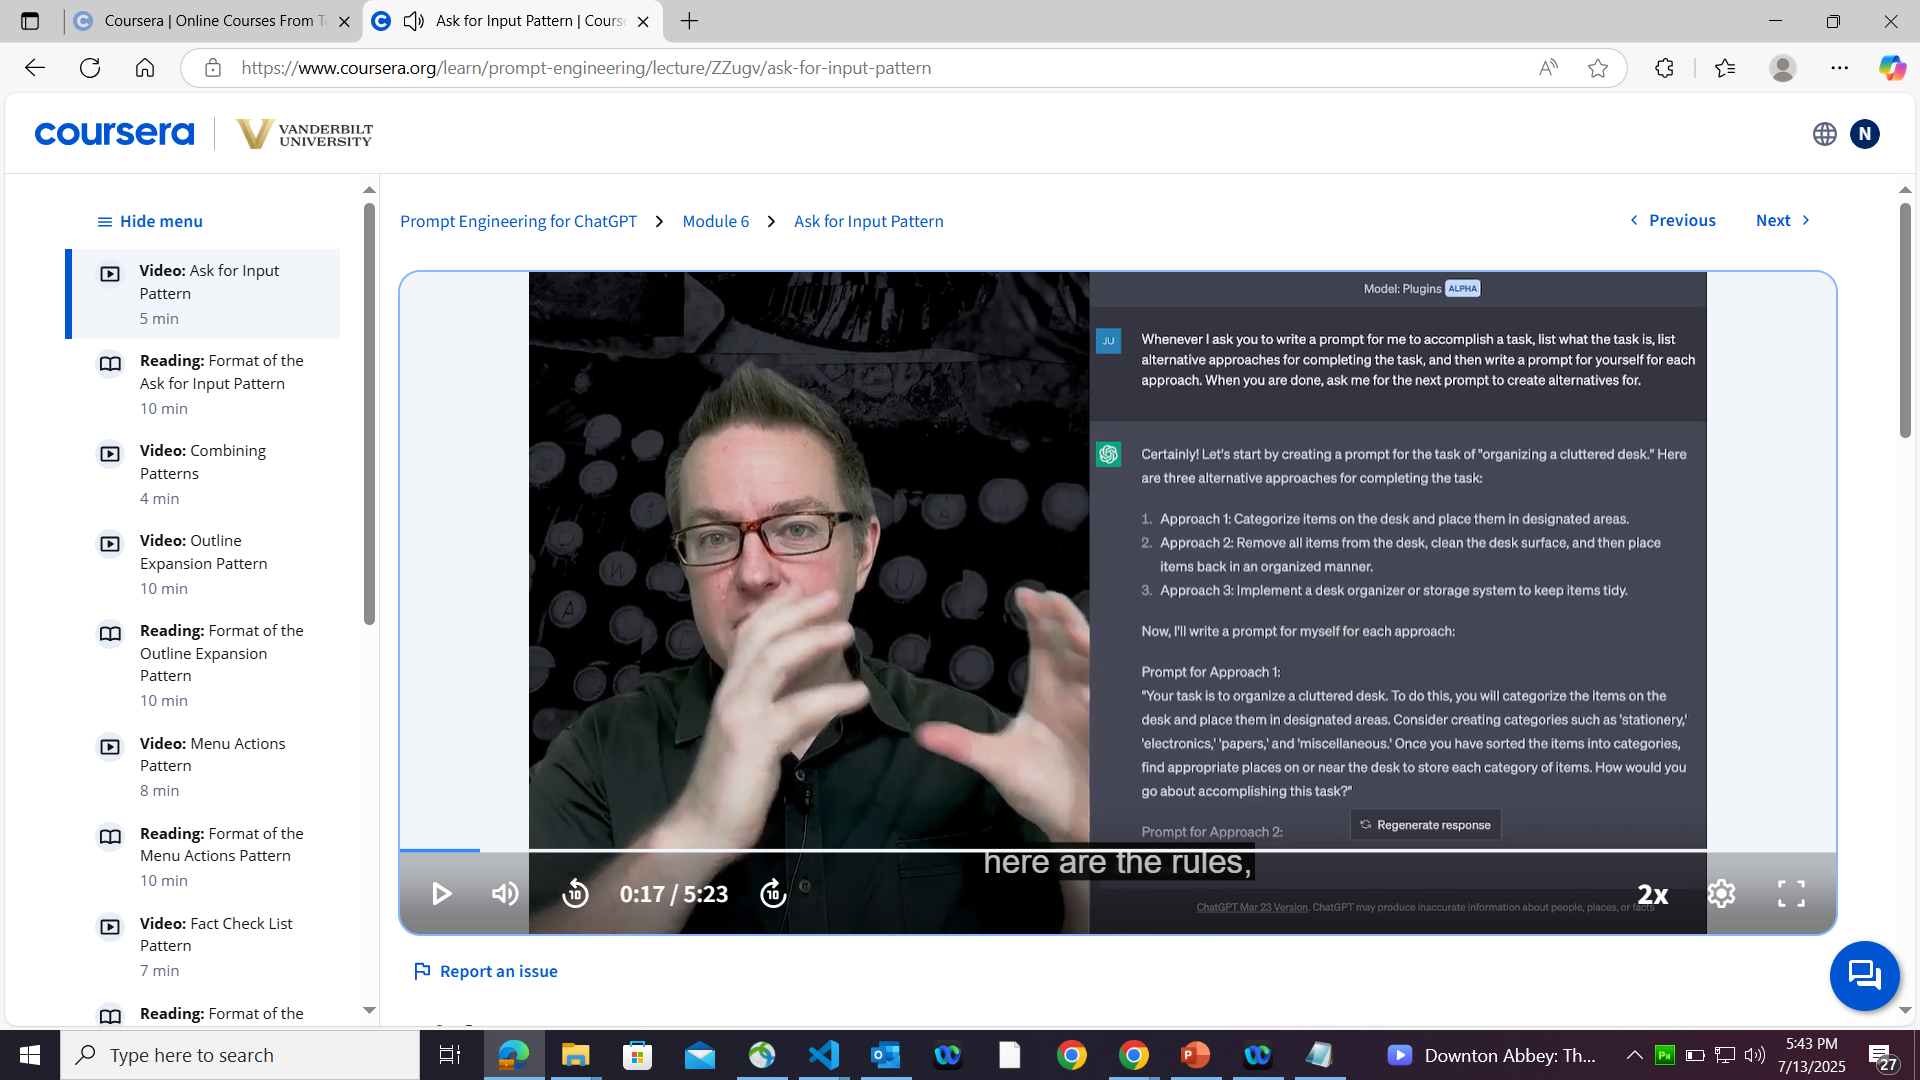 Coursera | Online Courses From To
Ask for Input Pattern | Course
https://www.coursera.org/learn/prompt-engineering/lecture/ZZugv/ask-for-input-pattern
coursera
VANDERBILT
UNIVERSITY
N
Hide menu
Video: Ask for Input
Pattern
5 min
Reading: Format of the
Ask for Input Pattern
10 min
Video: Combining
Patterns
4 min
Video: Outline
Expansion Pattern
10 min
Reading: Format of the
Outline Expansion
Pattern
10 min
Video: Menu Actions
Pattern
8 min
Reading: Format of the
Menu Actions Pattern
10 min
Video: Fact Check List
Pattern
7 min
Reading: Format of the
Prompt Engineering for ChatGPT
Module 6
Ask for Input Pattern
Previous
Next
Model: Plugins ALPHA
JU
Whenever I ask you to write a prompt for me to accomplish a task, list what the task is, list
alternative approaches for completing the task, and then write a prompt for yourself for each
approach. When you are done, ask me for the next prompt to create alternatives for.
Certainly! Let's start by creating a prompt for the task of "organizing a cluttered desk." Here
are three alternative approaches for completing the task:
1. Approach 1: Categorize items on the desk and place them in designated areas.
2. Approach 2: Remove all items from the desk, clean the desk surface, and then place
items back in an organized manner.
3. Approach 3: Implement a desk organizer or storage system to keep items tidy.
Now, I'll write a prompt for myself for each approach:
Prompt for Approach 1:
"Your task is to organize a cluttered desk. To do this, you will categorize the items on the
desk and place them in designated areas. Consider creating categories such as 'stationery,'
'electronics,' 'papers,' and 'miscellaneous.' Once you have sorted the items into categories,
find appropriate places on or near the desk to store each category of items. How would you
go about accomplishing this task?"
Regenerate response
Prompt for Approach 2:
here are the rules,
10
0:17 / 5:23
10
2x
ChatGPT Mar 23 Version. ChatGPT may produce inaccurate information about people, places, or facts
Report an issue
Type here to search
Downton Abbey: Th...
5:43 PM
7/13/2025
27